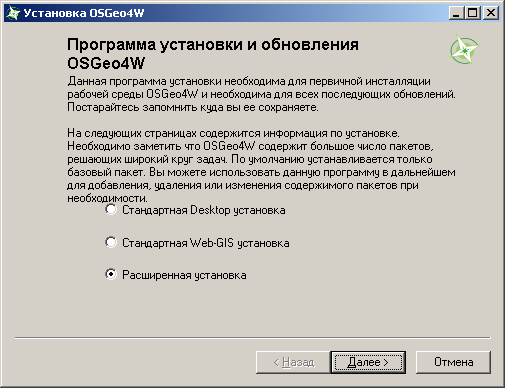 Установка OSGeo4W
Программа установки и обновления
OSGeo4W
Данная программа установки необходима для первичной инсталляции
рабочей среды OSGeo4W и необходима для всех последующих обновлений.
Постарайтесь запомнить куда вы ее сохраняете.
На следующих страницах содержится информация по установке.
Необходимо заметить что OSGeo4W содержит большое число пакетов,
решающих широкий круг задач. По умолчанию устанавливается только
базовый пакет. Вы можете использовать данную программу в дальнейшем
для добавления, удаления или изменения содержимого пакетов при
необходимости.
Стандартная Desktop установка
Стандартная Web-GIS установка
Расширенная установка
< Назад
Далее >
Отмена